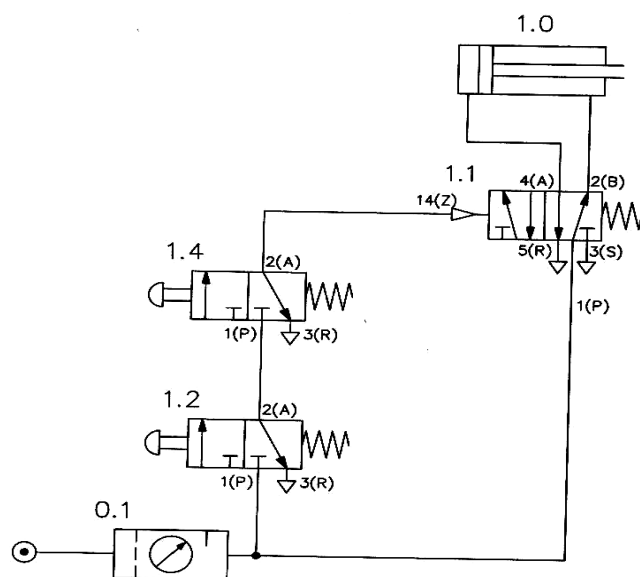 1.0
1.1
4(A) 2(B)
14(Z)
5(R) 3(S)
1(P)
1.4
2(A)
1(P) 3(R)
1.2
2(A)
1(P) 3(R)
0.1